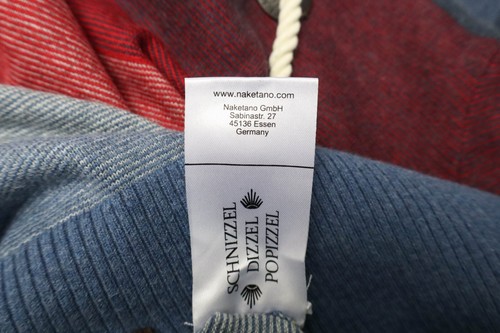 www.naketano.com
Naketano GmbH
Sabinastr. 27
45136 Essen
Germany
SCHNIZZEL
DIZZEL
POPIZZEL